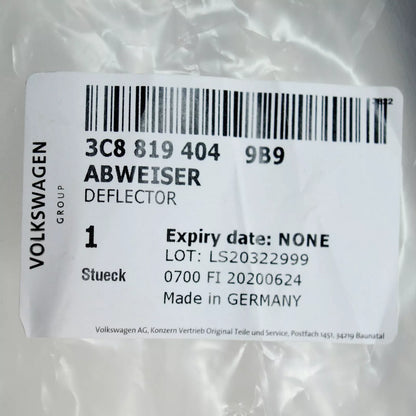 VOLKSWAGEN
GROUP
3C8 819 404 9B9
ABWEISER
DEFLECTOR
1
Stueck
Expiry date: NONE
LOT: LS20322999
0700 FI 20200624
Made in GERMANY
Volkswagen AG, Konzern Vertrieb Original Teile und Service, Postfach 1451, 34219 Baunatal